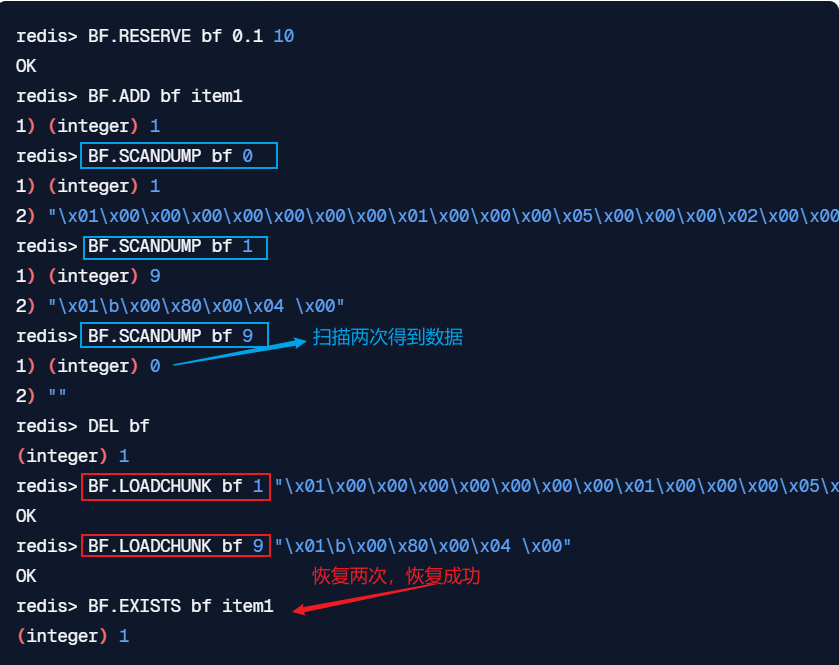 redis> BF.RESERVE bf 0.1 10
OK
redis> BF.ADD bf item1
1) (integer) 1
redis> BF.SCANDUMP bf 0
1) (integer) 1
2) "\x01\x00\x00\x00\x00\x00\x00\x00\x01\x00\x00\x00\x05\x00\x00\x00\x02\x00\x00
redis> BF.SCANDUMP bf 1
1) (integer) 9
2) "\x01\b\x00\x80\x00\x04 \x00"
redis> BF.SCANDUMP bf 9 扫描两次得到数据
1) (integer) 0
2) ""
redis> DEL bf
(integer) 1
redis> BF.LOADCHUNK bf 1 "\x01\x00\x00\x00\x00\x00\x00\x00\x01\x00\x00\x00\x05\x
OK
redis> BF.LOADCHUNK bf 9 "\x01\b\x00\x80\x00\x04 \x00"
OK 恢复两次，恢复成功
redis> BF.EXISTS bf item1
(integer) 1